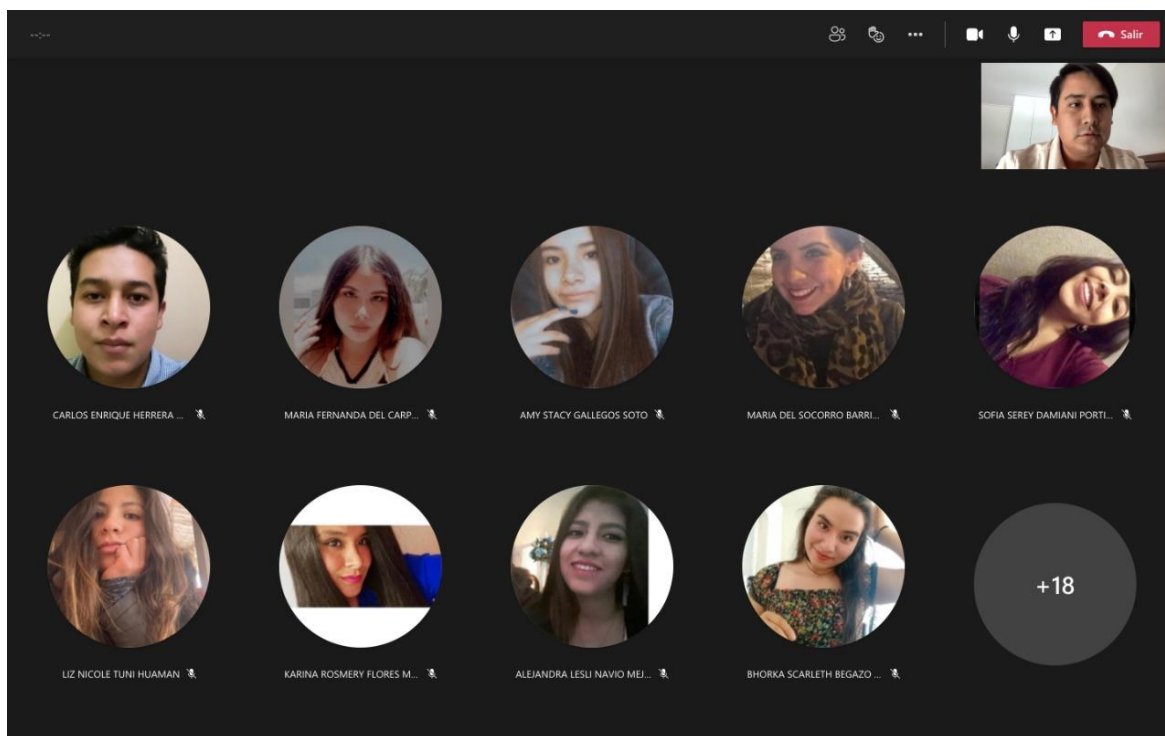 --:--
Salir
CARLOS ENRIQUE HERRERA ...
MARIA FERNANDA DEL CARP...
AMY STACY GALLEGOS SOTO
MARIA DEL SOCORRO BARRI...
SOFIA SEREY DAMIANI PORTI...
LIZ NICOLE TUNI HUAMAN
KARINA ROSMERY FLORES M...
ALEJANDRA LESLI NAVIO MEJ...
BHORKA SCARLETH BEGAZO ...
+18